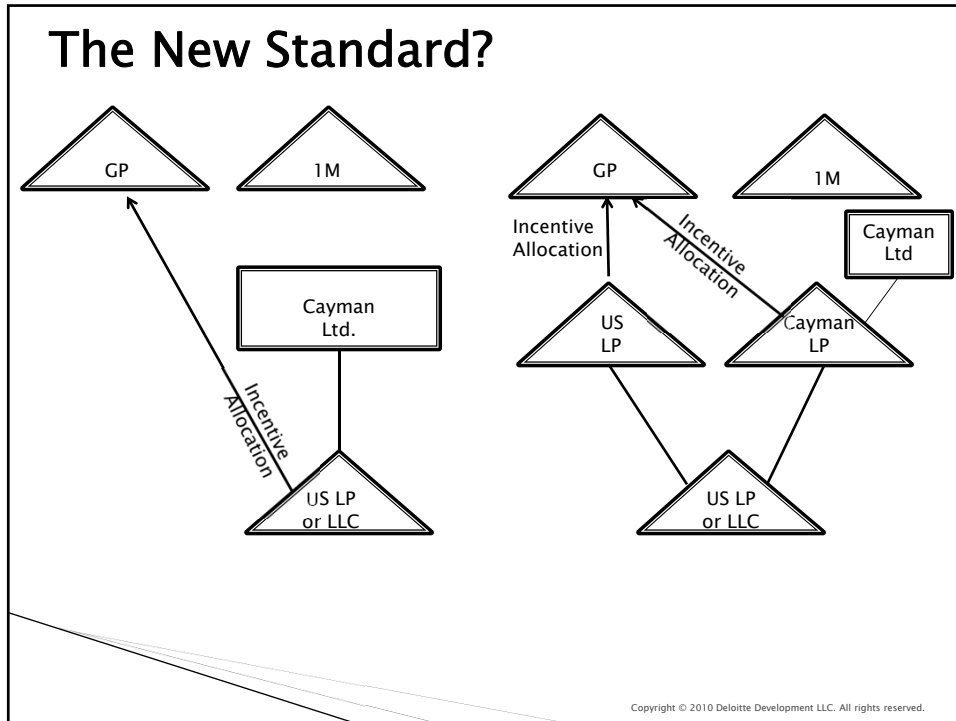 The New Standard?
GP
1M
Incentive
Allocation
Cayman
Ltd.
US LP
or LLC
GP
1M
Incentive
Allocation
Incentive
Allocation
Cayman
Ltd
US
LP
Cayman
LP
US LP
or LLC
Copyright © 2010 Deloitte Development LLC. All rights reserved.